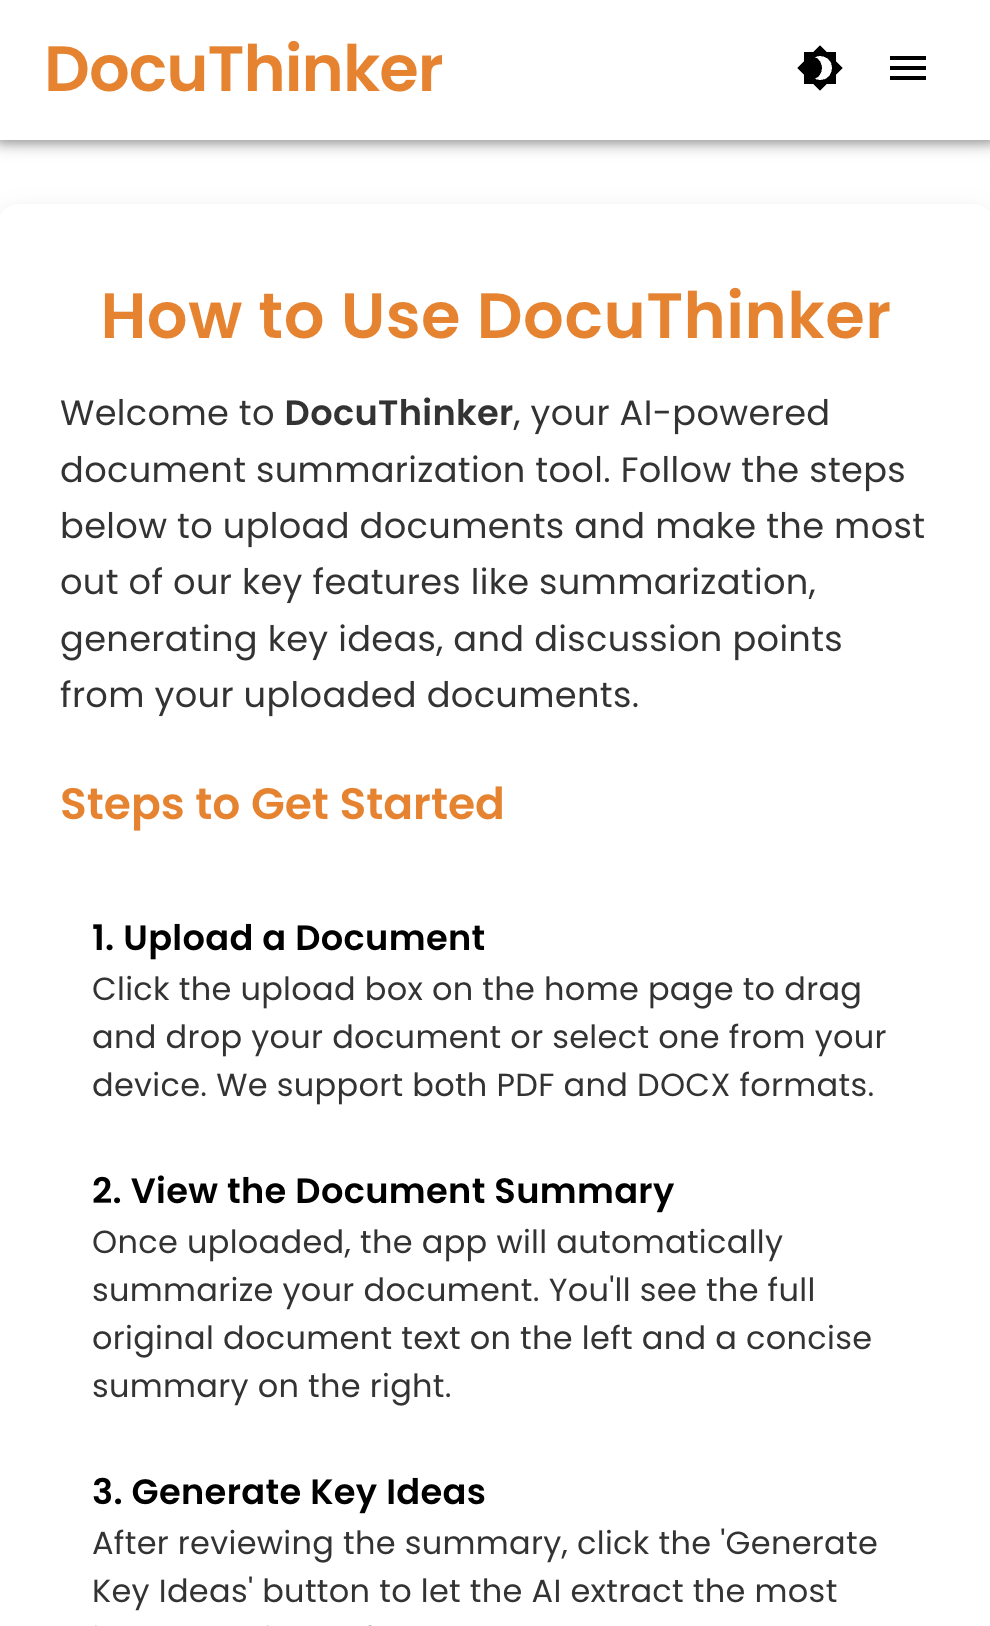 DocuThinker
How to Use DocuThinker
Welcome to DocuThinker, your AI-powered
document summarization tool. Follow the steps
below to upload documents and make the most
out of our key features like summarization,
generating key ideas, and discussion points
from your uploaded documents.
Steps to Get Started
1. Upload a Document
Click the upload box on the home page to drag
and drop your document or select one from your
device. We support both PDF and DOCX formats.
2. View the Document Summary
Once uploaded, the app will automatically
summarize your document. You'll see the full
original document text on the left and a concise
summary on the right.
3. Generate Key Ideas
After reviewing the summary, click the 'Generate
Key Ideas' button to let the AI extract the most